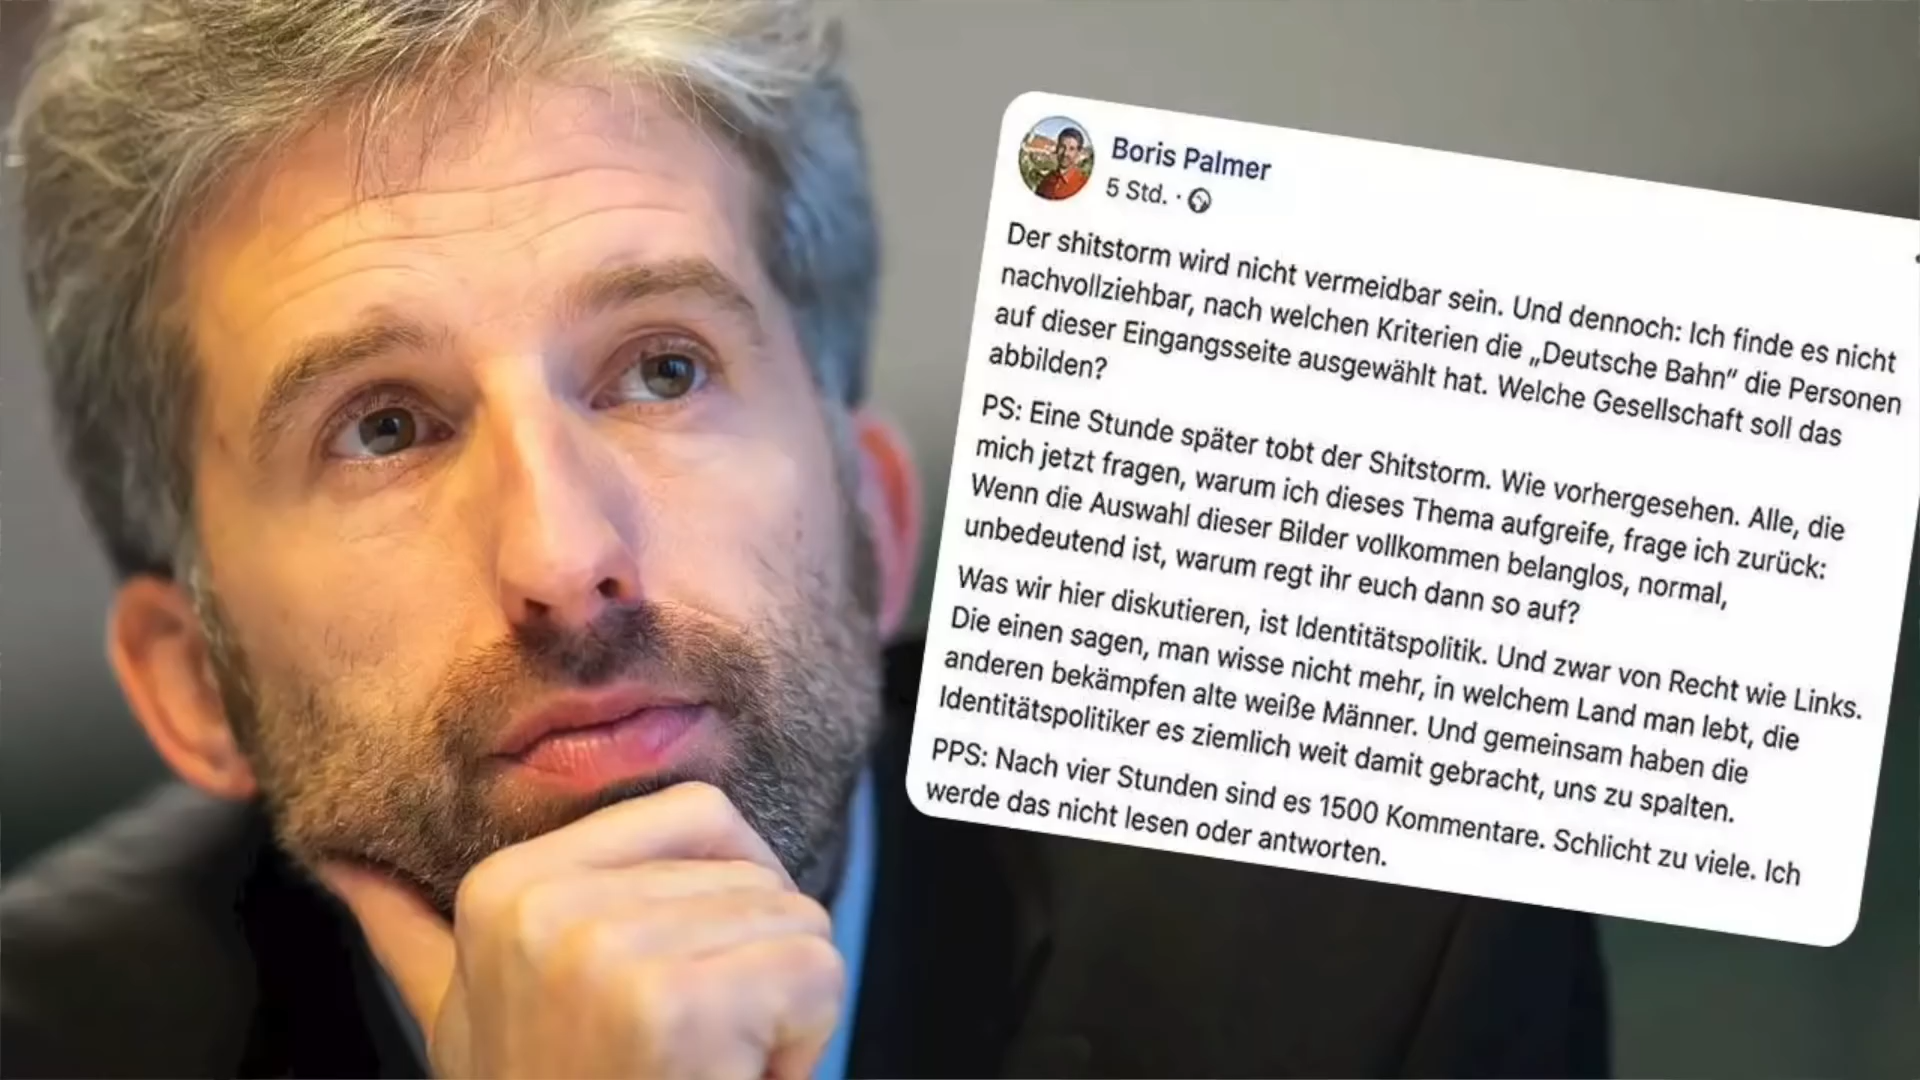 Boris Palmer
5 Std. ·
Der shitstorm wird nicht vermeidbar sein. Und dennoch: Ich finde es nicht
nachvollziehbar, nach welchen Kriterien die „Deutsche Bahn“ die Personen
auf dieser Eingangsseite ausgewählt hat. Welche Gesellschaft soll das
abbilden?
PS: Eine Stunde später tobt der Shitstorm. Wie vorhergesehen. Alle, die
mich jetzt fragen, warum ich dieses Thema aufgreife, frage ich zurück:
Wenn die Auswahl dieser Bilder vollkommen belanglos, normal,
unbedeutend ist, warum regt ihr euch dann so auf?
Was wir hier diskutieren, ist Identitätspolitik. Und zwar von Recht wie Links.
Die einen sagen, man wisse nicht mehr, in welchem Land man lebt, die
anderen bekämpfen alte weiße Männer. Und gemeinsam haben die
Identitätspolitiker es ziemlich weit damit gebracht, uns zu spalten.
PPS: Nach vier Stunden sind es 1500 Kommentare. Schlicht zu viele. Ich
werde das nicht lesen oder antworten.